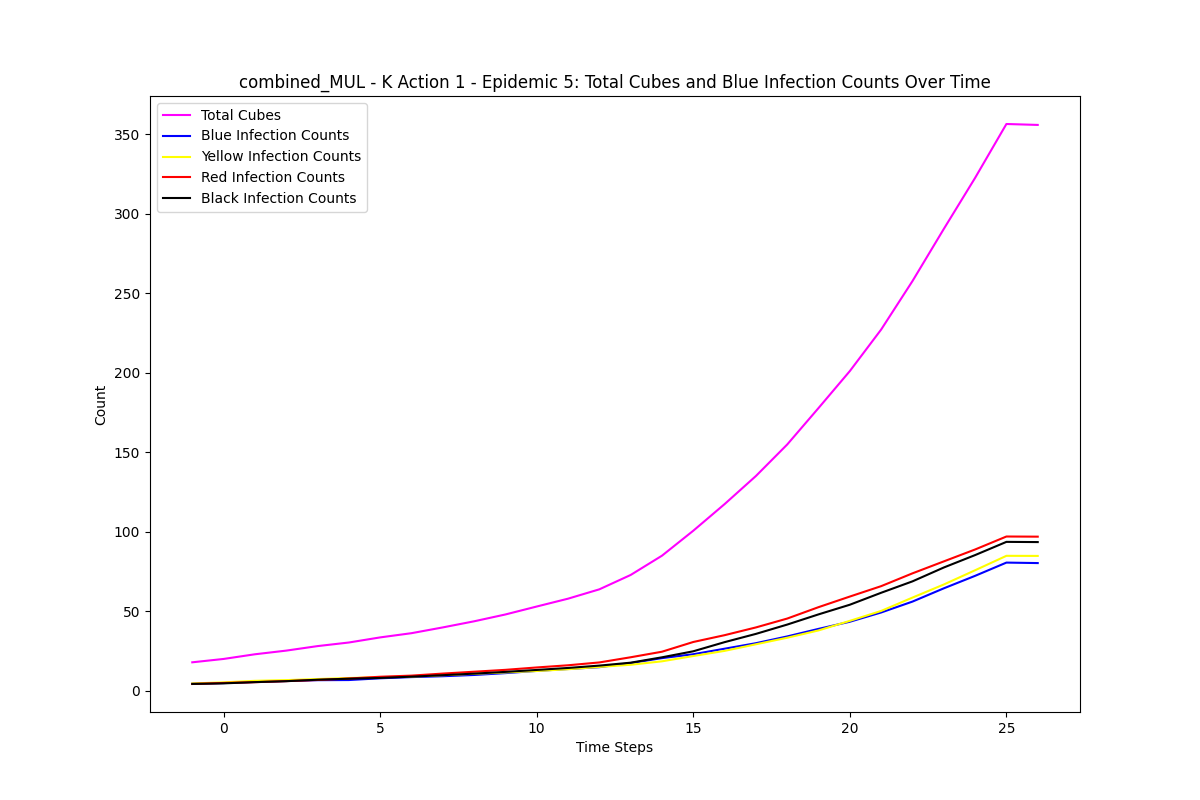 combined_MUL - K Action 1 - Epidemic 5: Total Cubes and Blue Infection Counts Over Time
Total Cubes
Blue Infection Counts
Yellow Infection Counts
Red Infection Counts
Black Infection Counts
350
300
250
200
150
100
50
0
Count
0 5 10 15 20 25
Time Steps